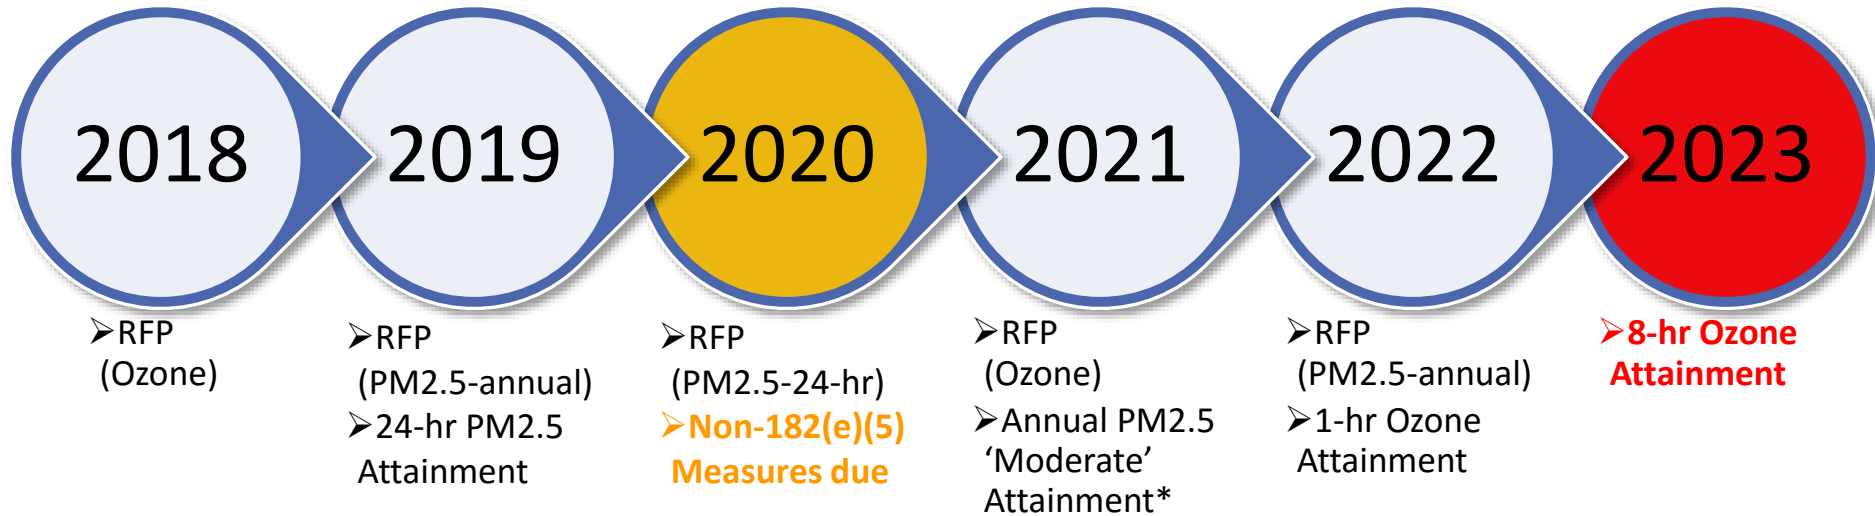 2018
2019
2020
2021
2022
2023
➢RFP
(Ozone)
➢RFP
(PM2.5-annual)
➢24-hr PM2.5
Attainment
➢RFP
(PM2.5-24-hr)
➢Non-182(e)(5)
Measures due
➢RFP
(Ozone)
➢Annual PM2.5
‘Moderate’
Attainment*
➢RFP
(PM2.5-annual)
➢1-hr Ozone
Attainment
➢8-hr Ozone
Attainment